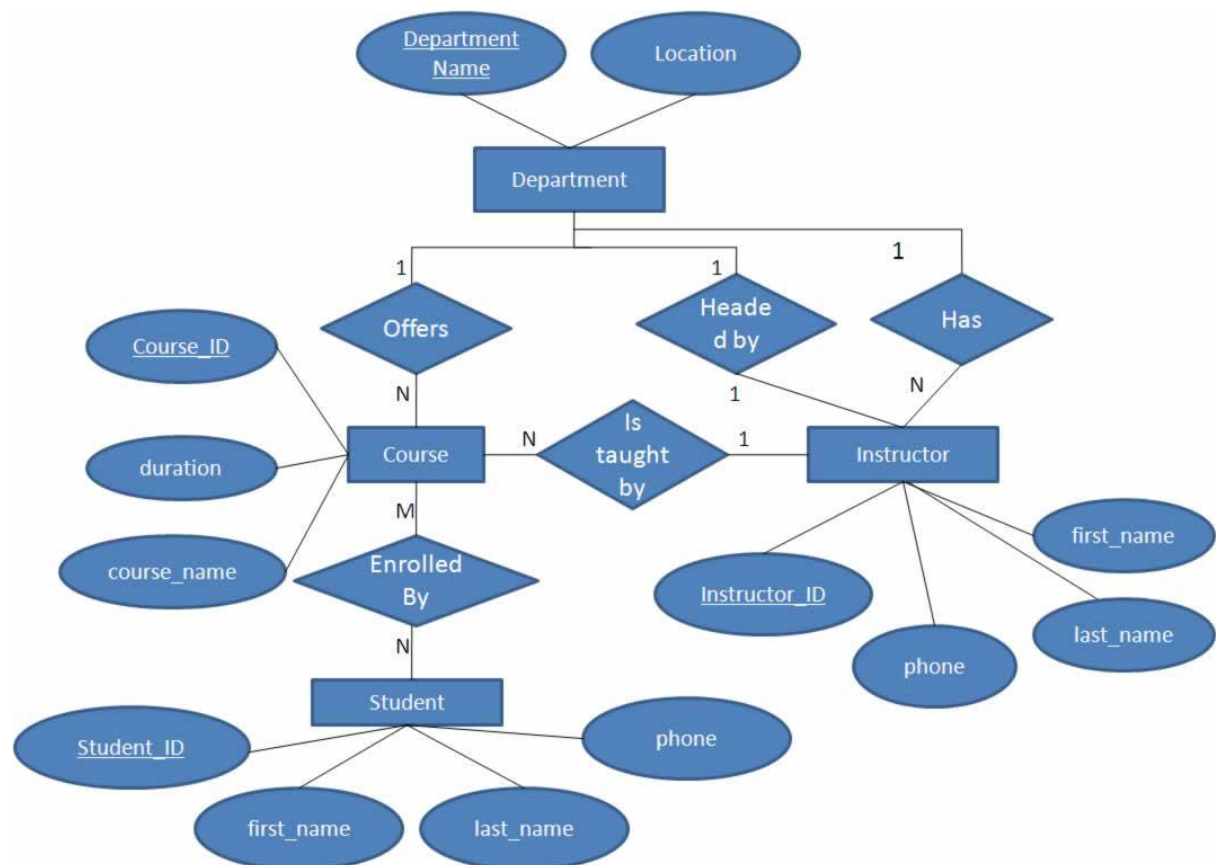 Department
Name
Location
Department
1
1
1
Offers
Heade
d by
Has
Course_ID
N
1
N
duration
Course
N
Is
taught
by
1
Instructor
course_name
M
Enrolled
By
first_name
Instructor_ID
last_name
phone
N
Student
Student_ID
phone
first_name
last_name